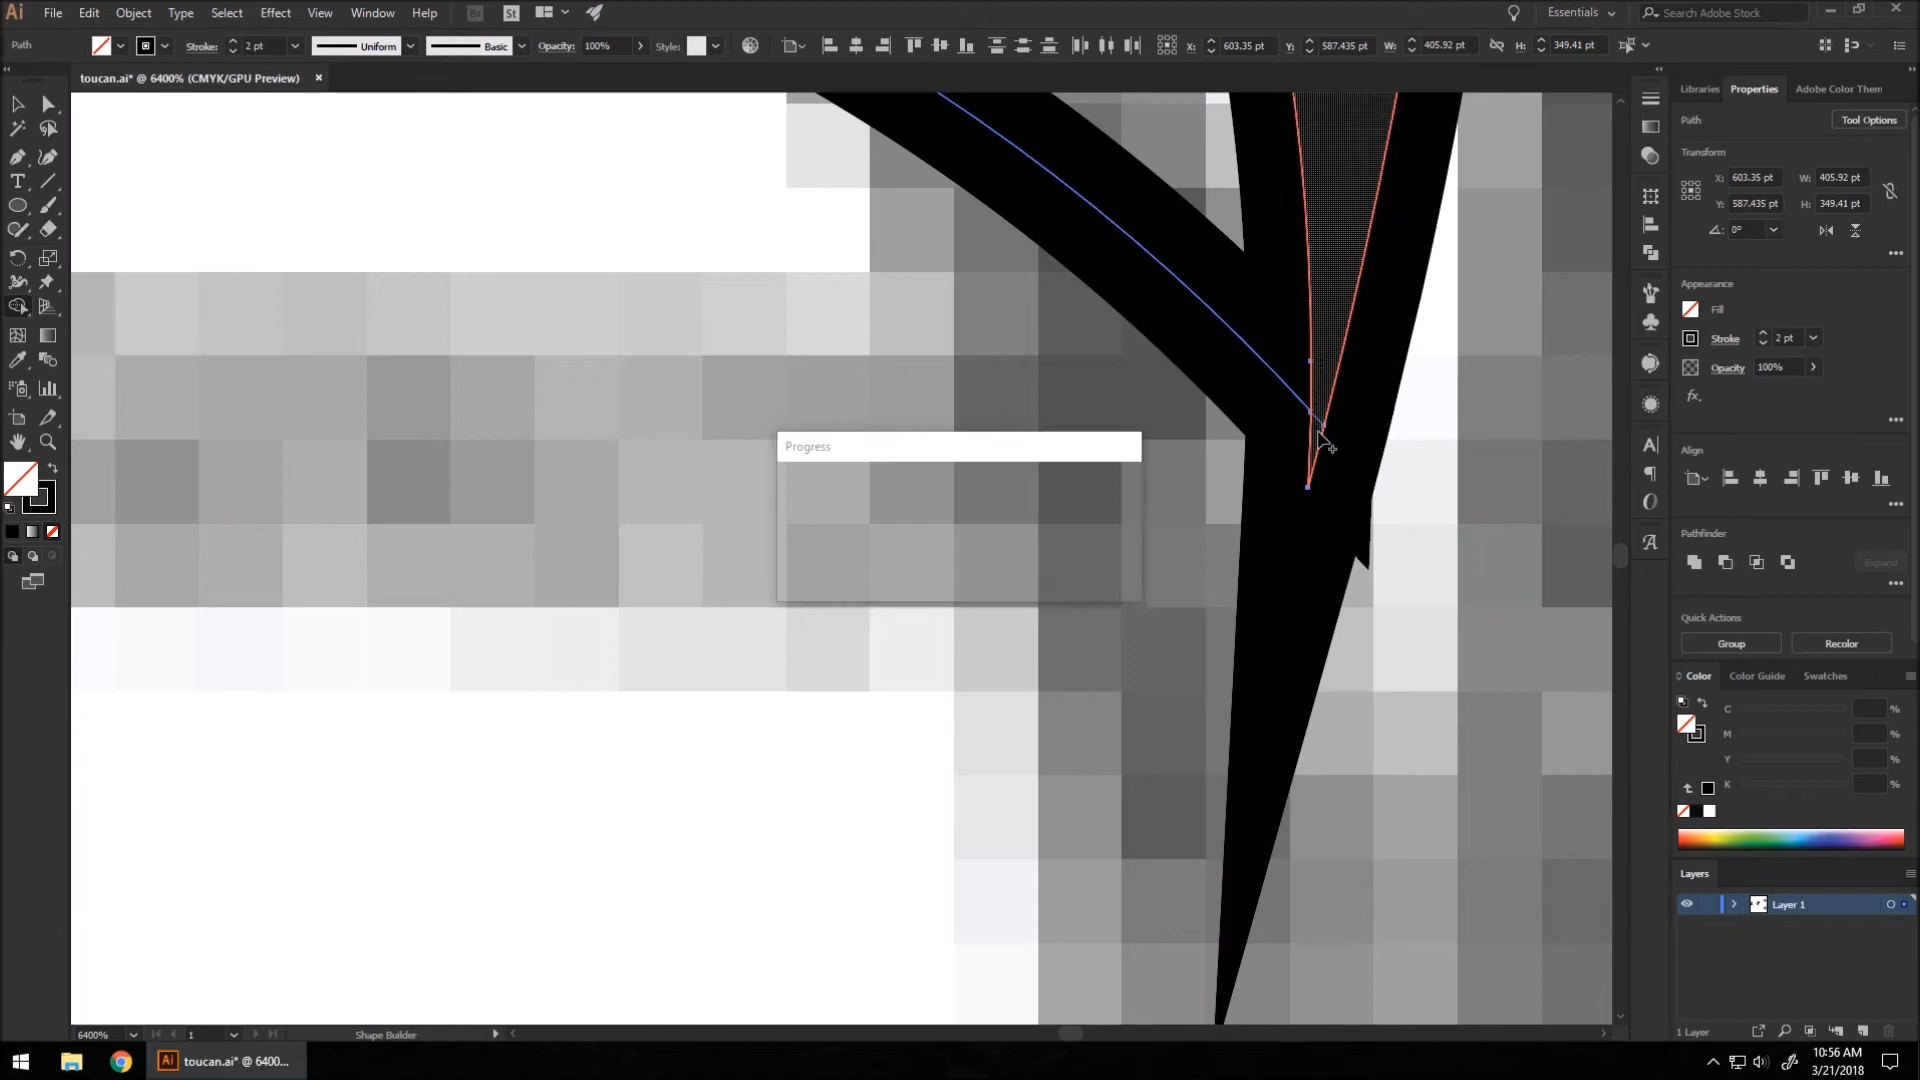 Ai File Edit Object Type Select Effect View Window Help Br St Essentials Search Adobe Stock
Path Stroke: 2 pt Uniform Basic Opacity: 100% Style: X: 603.35 pt Y: 587.435 pt W: 405.92 pt H: 349.41 pt
toucan.ai* @ 6400% (CMYK/GPU Preview) ×
Libraries Properties Adobe Color Them
Path Tool Options
Transform
X: 603.35 pt W: 405.92 pt
Y: 587.435 pt H: 349.41 pt
0°
Appearance
Fill
Stroke 2 pt
Opacity 100%
fx.
Align
Pathfinder
Expand
Quick Actions
Group Recolor
Color Color Guide Swatches
C %
M %
Y %
K %
Layers
Layer 1
1 Layer
Progress
6400% 1 Shape Builder
Ai toucan.ai* @ 6400...
10:56 AM
3/21/2018